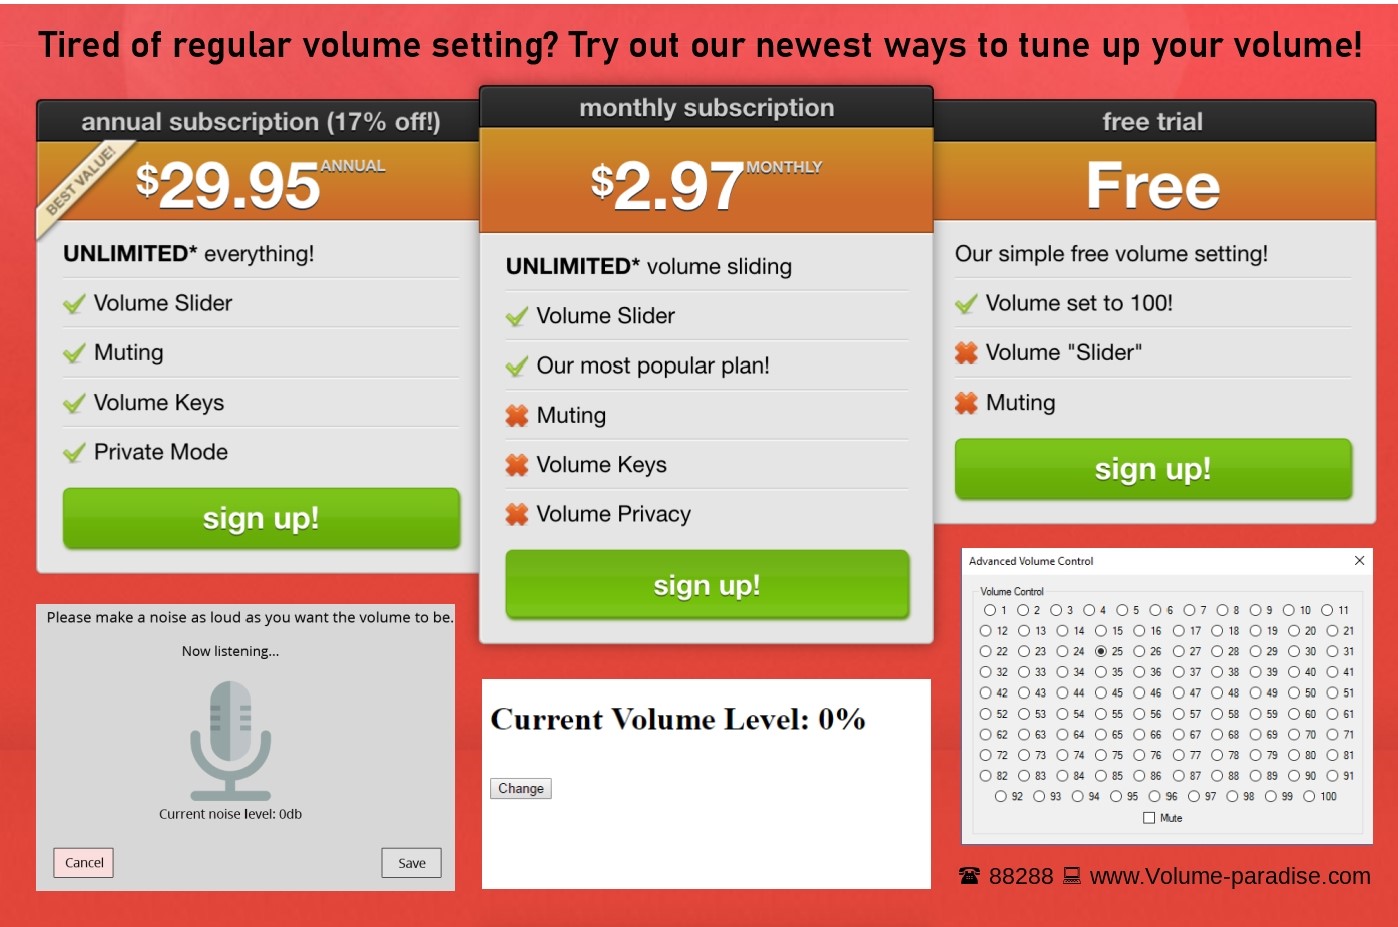 Tired of regular volume setting? Try out our newest ways to tune up your volume!
annual subscription (17% off!)
BEST VALUE!
$29.95 ANNUAL
UNLIMITED* everything!
Volume Slider
Muting
Volume Keys
Private Mode
sign up!
monthly subscription
$2.97 MONTHLY
UNLIMITED* volume sliding
Volume Slider
Our most popular plan!
Muting
Volume Keys
Volume Privacy
sign up!
free trial
Free
Our simple free volume setting!
Volume set to 100!
Volume "Slider"
Muting
sign up!
Please make a noise as loud as you want the volume to be.
Now listening...
Current noise level: 0db
Cancel
Save
Current Volume Level: 0%
Change
Advanced Volume Control
Volume Control
1 2 3 4 5 6 7 8 9 10 11
12 13 14 15 16 17 18 19 20 21
22 23 24 25 26 27 28 29 30 31
32 33 34 35 36 37 38 39 40 41
42 43 44 45 46 47 48 49 50 51
52 53 54 55 56 57 58 59 60 61
62 63 64 65 66 67 68 69 70 71
72 73 74 75 76 77 78 79 80 81
82 83 84 85 86 87 88 89 90 91
92 93 94 95 96 97 98 99 100
Mute
☎ 88288 💻 www.Volume-paradise.com